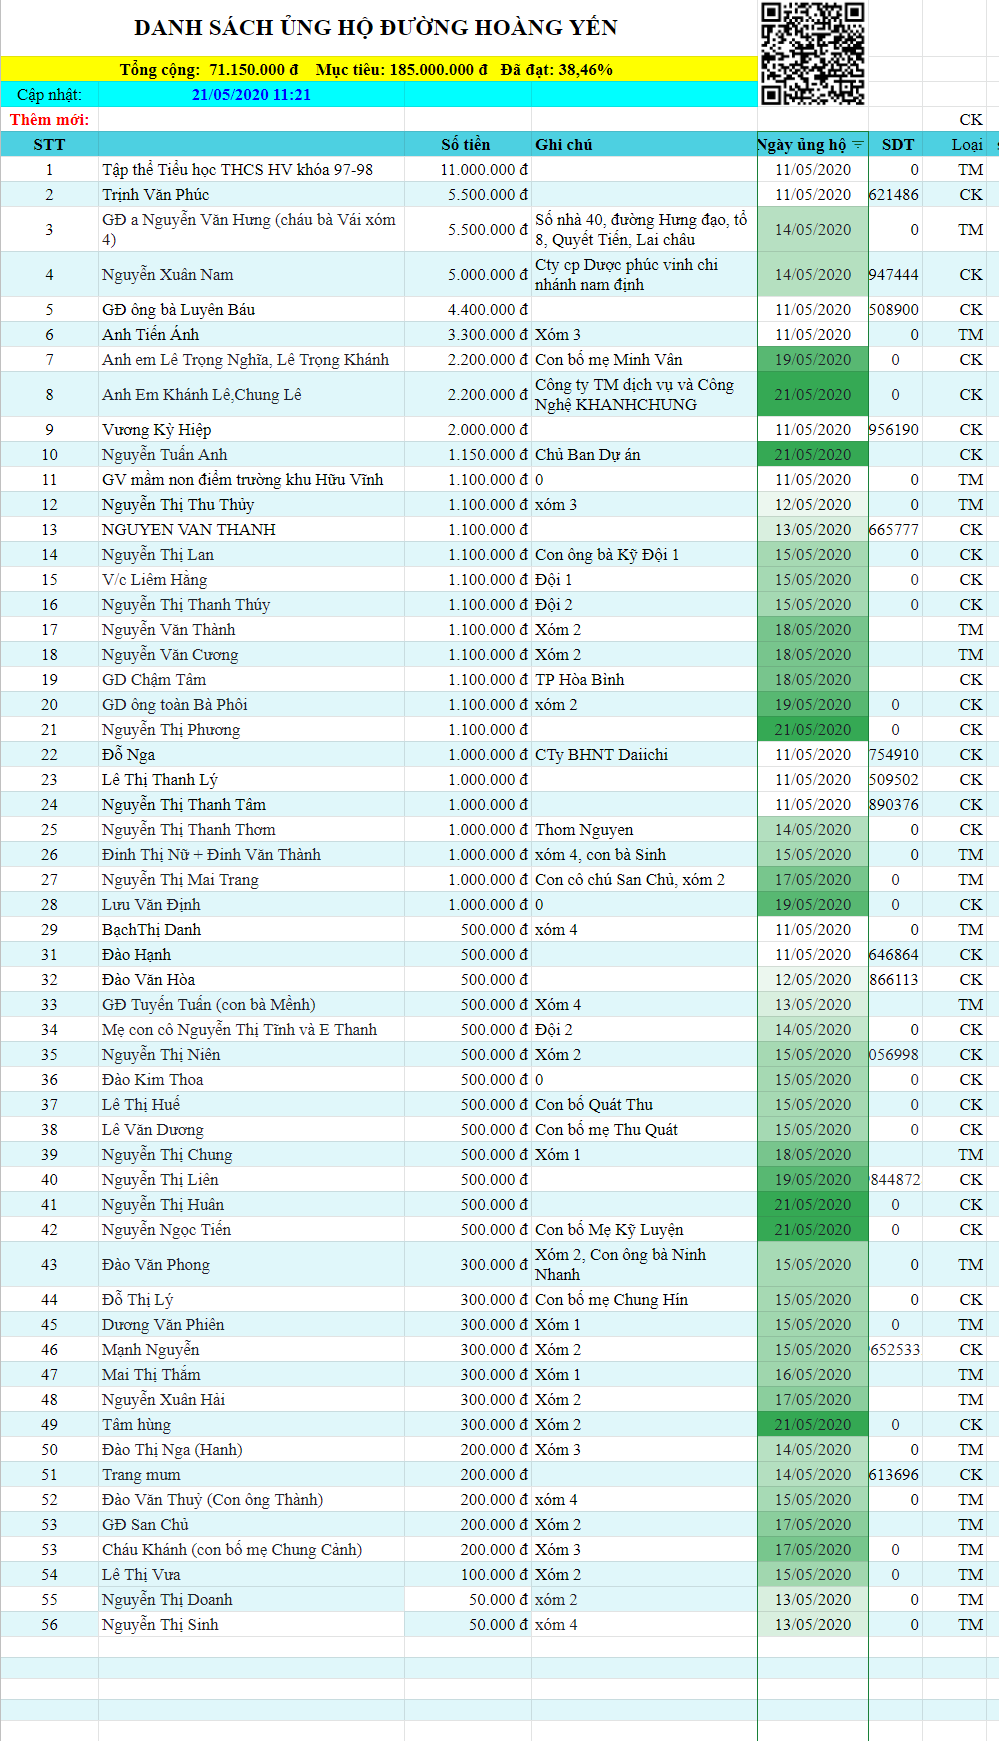 DANH SÁCH ỦNG HỘ ĐƯỜNG HOÀNG YẾN
Tổng cộng: 71.150.000 đ Mục tiêu: 185.000.000 đ Đã đạt: 38,46%
Cập nhật: 21/05/2020 11:21
Thêm mới: CK
STT Số tiền Ghi chú Ngày ủng hộ SDT Loại
1 Tập thể Tiểu học THCS HV khóa 97-98 11.000.000 đ 11/05/2020 0 TM
2 Trịnh Văn Phúc 5.500.000 đ 11/05/2020 621486 CK
3 GĐ a Nguyễn Văn Hưng (cháu bà Vái xóm 4) 5.500.000 đ Số nhà 40, đường Hưng đạo, tổ 8, Quyết Tiến, Lai châu 14/05/2020 0 TM
4 Nguyễn Xuân Nam 5.000.000 đ Cty cp Dược phúc vinh chi nhánh nam định 14/05/2020 947444 CK
5 GĐ ông bà Luyên Báu 4.400.000 đ 11/05/2020 508900 CK
6 Anh Tiến Ánh 3.300.000 đ Xóm 3 11/05/2020 0 TM
7 Anh em Lê Trọng Nghĩa, Lê Trọng Khánh 2.200.000 đ Con bố mẹ Minh Vân 19/05/2020 0 CK
8 Anh Em Khánh Lê,Chung Lê 2.200.000 đ Công ty TM dịch vụ và Công Nghệ KHANHCHUNG 21/05/2020 0 CK
9 Vương Kỳ Hiệp 2.000.000 đ 11/05/2020 956190 CK
10 Nguyễn Tuấn Anh 1.150.000 đ Chủ Ban Dự án 21/05/2020 CK
11 GV mầm non điểm trường khu Hữu Vĩnh 1.100.000 đ 0 11/05/2020 0 TM
12 Nguyễn Thị Thu Thủy 1.100.000 đ xóm 3 12/05/2020 0 TM
13 NGUYEN VAN THANH 1.100.000 đ 13/05/2020 665777 CK
14 Nguyễn Thị Lan 1.100.000 đ Con ông bà Kỹ Đội 1 15/05/2020 0 CK
15 V/c Liêm Hằng 1.100.000 đ Đội 1 15/05/2020 0 CK
16 Nguyễn Thị Thanh Thúy 1.100.000 đ Đội 2 15/05/2020 0 CK
17 Nguyễn Văn Thành 1.100.000 đ Xóm 2 18/05/2020 TM
18 Nguyễn Văn Cương 1.100.000 đ Xóm 2 18/05/2020 TM
19 GD Chậm Tâm 1.100.000 đ TP Hòa Bình 18/05/2020 CK
20 GD ông toàn Bà Phôi 1.100.000 đ xóm 2 19/05/2020 0 CK
21 Nguyễn Thị Phương 1.100.000 đ 21/05/2020 0 CK
22 Đỗ Nga 1.000.000 đ CTy BHNT Daiichi 11/05/2020 754910 CK
23 Lê Thị Thanh Lý 1.000.000 đ 11/05/2020 509502 CK
24 Nguyễn Thị Thanh Tâm 1.000.000 đ 11/05/2020 890376 CK
25 Nguyễn Thị Thanh Thơm 1.000.000 đ Thom Nguyen 14/05/2020 0 CK
26 Đinh Thị Nữ + Đinh Văn Thành 1.000.000 đ xóm 4, con bà Sinh 15/05/2020 0 TM
27 Nguyễn Thị Mai Trang 1.000.000 đ Con cô chú San Chủ, xóm 2 17/05/2020 0 TM
28 Lưu Văn Định 1.000.000 đ 0 19/05/2020 0 CK
29 BạchThị Danh 500.000 đ xóm 4 11/05/2020 0 TM
31 Đào Hạnh 500.000 đ 11/05/2020 646864 CK
32 Đào Văn Hòa 500.000 đ 12/05/2020 866113 CK
33 GĐ Tuyến Tuấn (con bà Mềnh) 500.000 đ Xóm 4 13/05/2020 TM
34 Mẹ con cô Nguyễn Thị Tĩnh và E Thanh 500.000 đ Đội 2 14/05/2020 0 CK
35 Nguyễn Thị Niên 500.000 đ Xóm 2 15/05/2020 056998 CK
36 Đào Kim Thoa 500.000 đ 0 15/05/2020 0 CK
37 Lê Thị Huế 500.000 đ Con bố Quát Thu 15/05/2020 0 CK
38 Lê Văn Dương 500.000 đ Con bố mẹ Thu Quát 15/05/2020 0 CK
39 Nguyễn Thị Chung 500.000 đ Xóm 1 18/05/2020 TM
40 Nguyễn Thị Liên 500.000 đ 19/05/2020 844872 CK
41 Nguyễn Thị Huân 500.000 đ 21/05/2020 0 CK
42 Nguyễn Ngọc Tiến 500.000 đ Con bố Mẹ Kỹ Luyện 21/05/2020 0 CK
43 Đào Văn Phong 300.000 đ Xóm 2, Con ông bà Ninh Nhanh 15/05/2020 0 TM
44 Đỗ Thị Lý 300.000 đ Con bố mẹ Chung Hín 15/05/2020 0 CK
45 Dương Văn Phiên 300.000 đ Xóm 1 15/05/2020 0 TM
46 Mạnh Nguyễn 300.000 đ Xóm 2 15/05/2020 652533 CK
47 Mai Thị Thắm 300.000 đ Xóm 1 16/05/2020 TM
48 Nguyễn Xuân Hải 300.000 đ Xóm 2 17/05/2020 TM
49 Tâm hùng 300.000 đ Xóm 2 21/05/2020 0 CK
50 Đào Thị Nga (Hanh) 200.000 đ Xóm 3 14/05/2020 0 TM
51 Trang mum 200.000 đ 14/05/2020 613696 CK
52 Đào Văn Thuỷ (Con ông Thành) 200.000 đ xóm 4 15/05/2020 0 TM
53 GĐ San Chủ 200.000 đ Xóm 2 17/05/2020 TM
53 Cháu Khánh (con bố mẹ Chung Cảnh) 200.000 đ Xóm 3 17/05/2020 0 TM
54 Lê Thị Vưa 100.000 đ Xóm 2 15/05/2020 0 TM
55 Nguyễn Thị Doanh 50.000 đ xóm 2 13/05/2020 0 TM
56 Nguyễn Thị Sinh 50.000 đ xóm 4 13/05/2020 0 TM